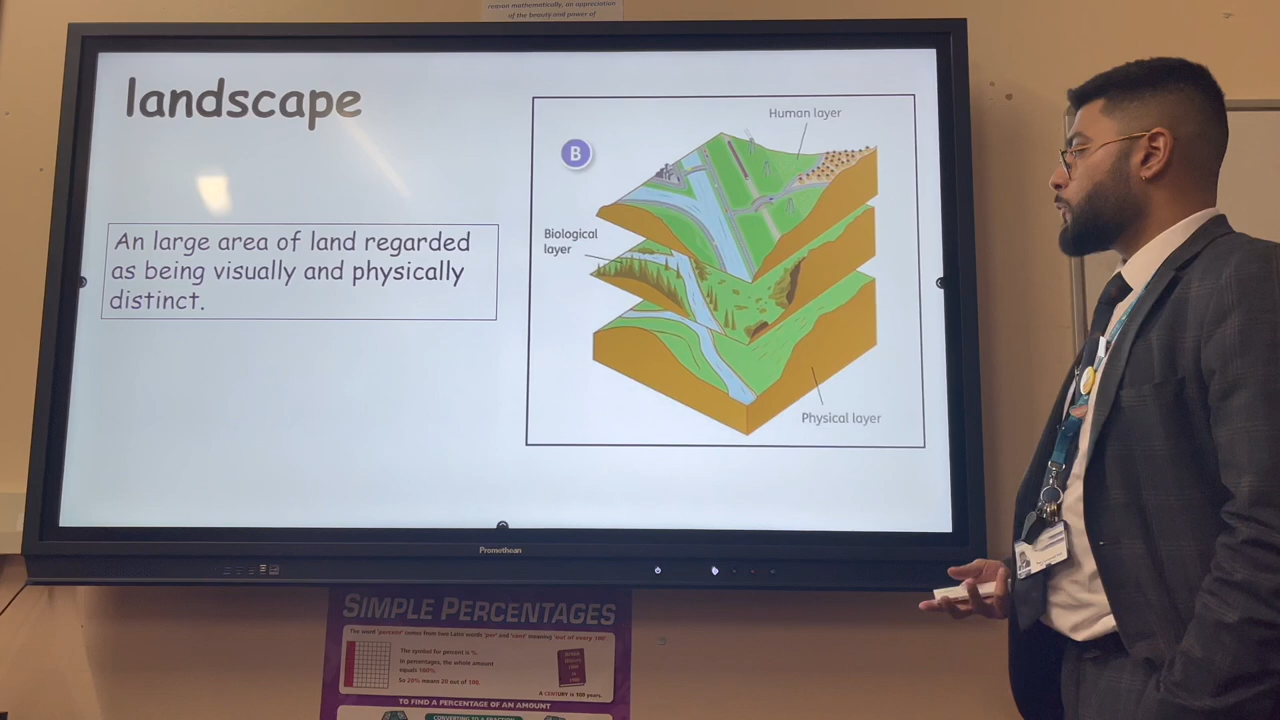 reason mathematically, an appreciation
of the beauty and power of
landscape
An large area of land regarded
as being visually and physically
distinct.
B
Human layer
Biological
layer
Physical layer
Promethean
SIMPLE PERCENTAGES
The word 'percent' comes from two Latin words 'per' and 'cent' meaning 'out of every 100'.
The symbol for percent is %.
In percentages, the whole amount
equals 100%.
So 20% means 20 out of 100.
A CENTURY is 100 years.
TO FIND A PERCENTAGE OF AN AMOUNT
CONVERTING TO A FRACTION